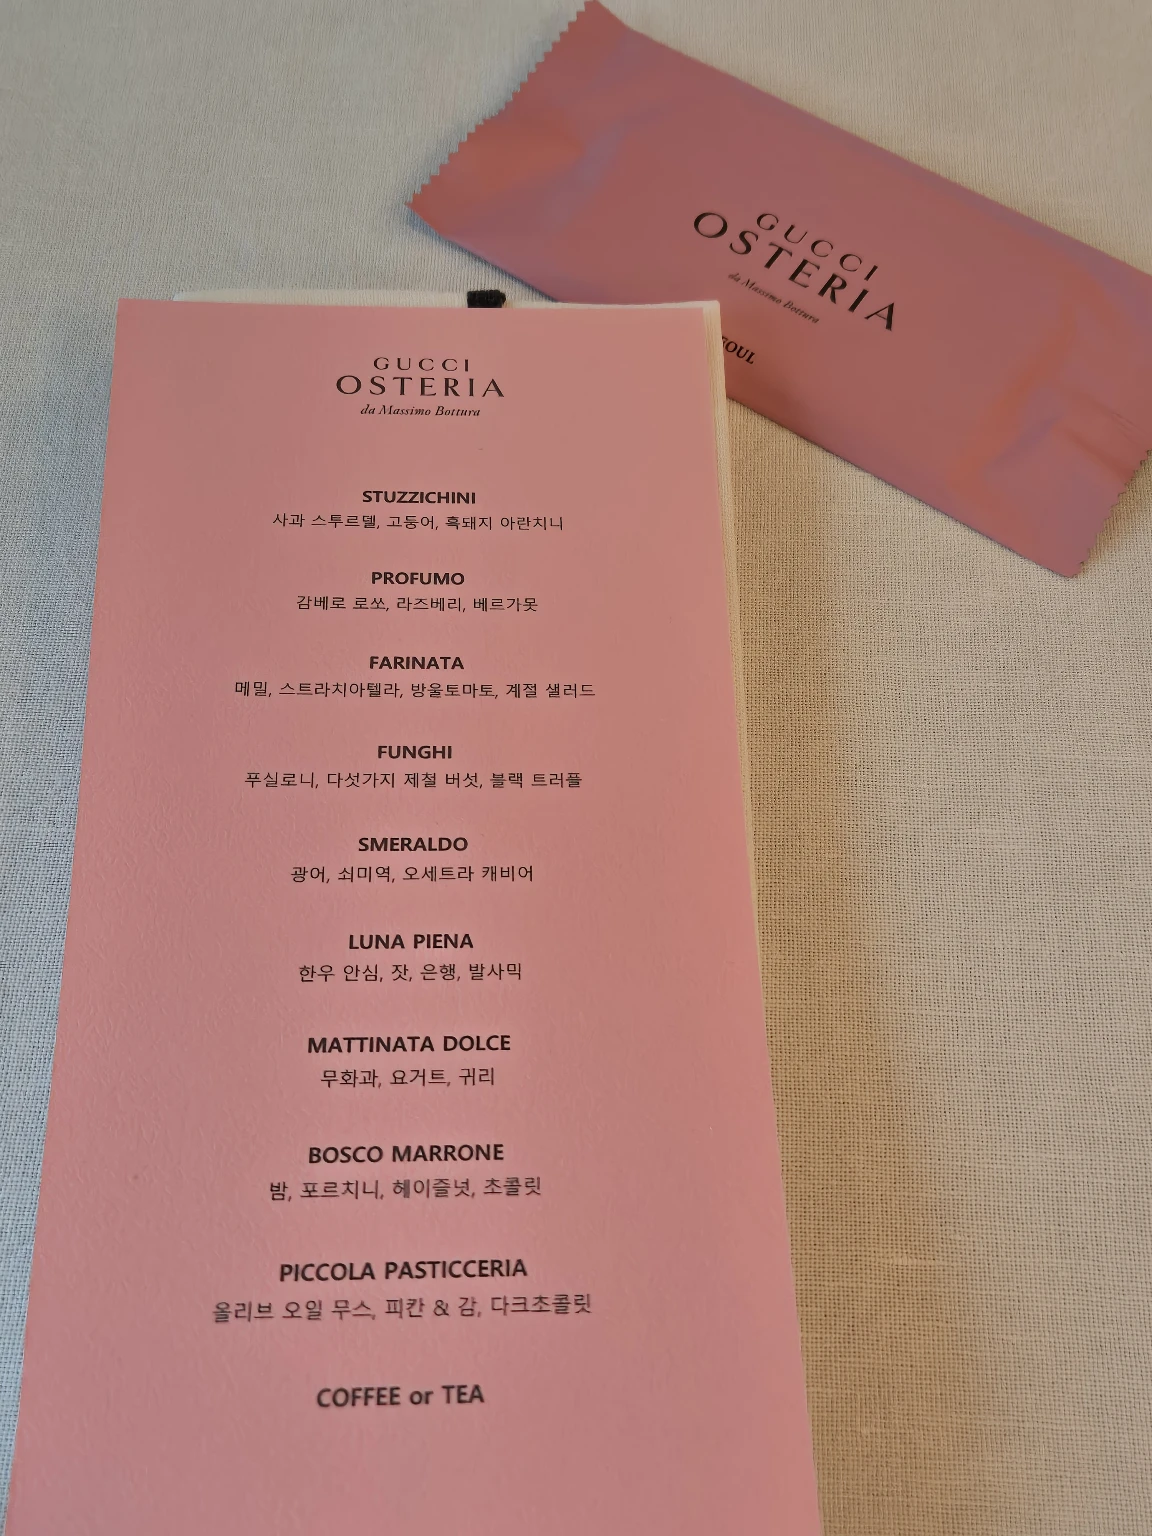 GUCCI
OSTERIA
da Massimo Bottura
GUCCI
OSTERIA
da Massimo Bottura
STUZZICHINI
사과 스투르델, 고등어, 흑돼지 아란치니
PROFUMO
감베로 로쏘, 라즈베리, 베르가못
FARINATA
메밀, 스트라치아텔라, 방울토마토, 계절 샐러드
FUNGHI
푸실로니, 다섯가지 제철 버섯, 블랙 트러플
SMERALDO
광어, 쇠미역, 오세트라 캐비어
LUNA PIENA
한우 안심, 잣, 은행, 발사믹
MATTINATA DOLCE
무화과, 요거트, 귀리
BOSCO MARRONE
밤, 포르치니, 헤이즐넛, 초콜릿
PICCOLA PASTICCERIA
올리브 오일 무스, 피칸 & 감, 다크초콜릿
COFFEE or TEA